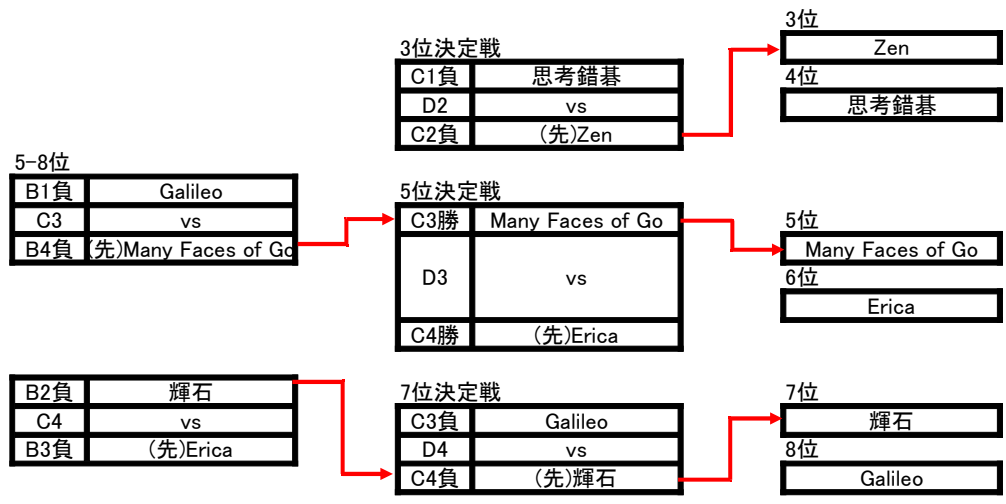 3位
Zen
4位
思考錯碁
3位決定戦
C1負 思考錯碁
D2 vs
C2負 (先)Zen
5-8位
B1負 Galileo
C3 vs
B4負 (先)Many Faces of Go
5位決定戦
C3勝 Many Faces of Go
D3 vs
C4勝 (先)Erica
5位
Many Faces of Go
6位
Erica
B2負 輝石
C4 vs
B3負 (先)Erica
7位決定戦
C3負 Galileo
D4 vs
C4負 (先)輝石
7位
輝石
8位
Galileo